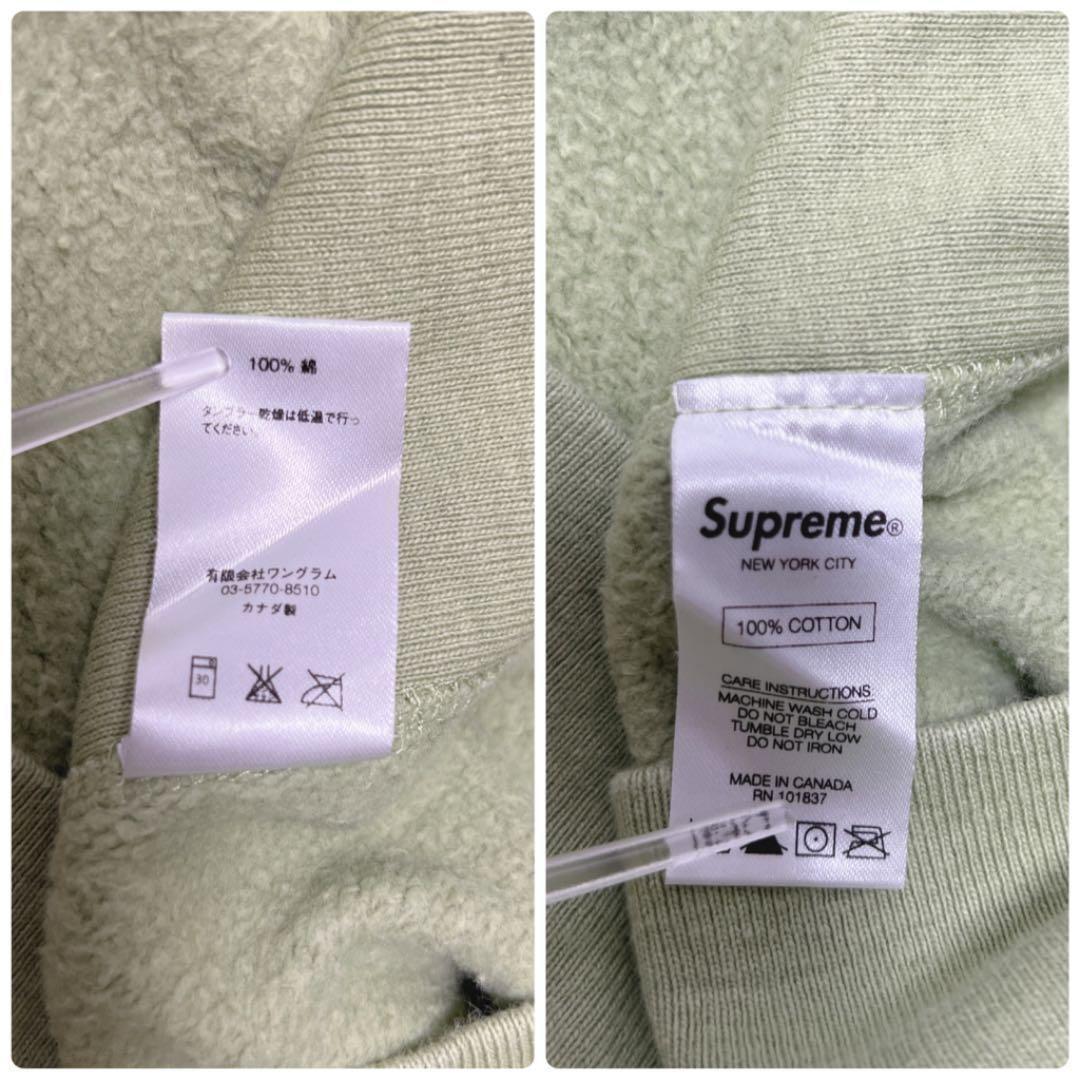 100% 綿
タンブラー乾燥は低温で行っ
てください。
有限会社ワングラム
03-5770-8510
カナダ製
30
Supreme®
NEW YORK CITY
100% COTTON
CARE INSTRUCTIONS
MACHINE WASH COLD
DO NOT BLEACH
TUMBLE DRY LOW
DO NOT IRON
MADE IN CANADA
RN 101837